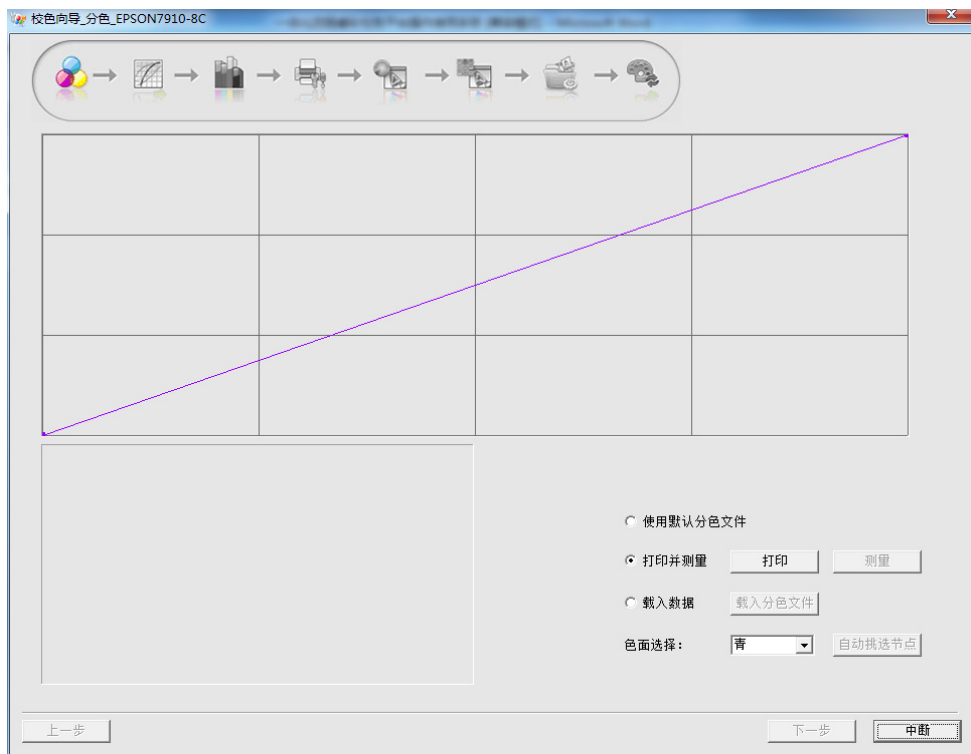 校色向导_分色_EPSON7910-8C
使用默认分色文件
打印并测量 打印 测量
载入数据 载入分色文件
色面选择: 青 自动挑选节点
上一步 下一步 中断